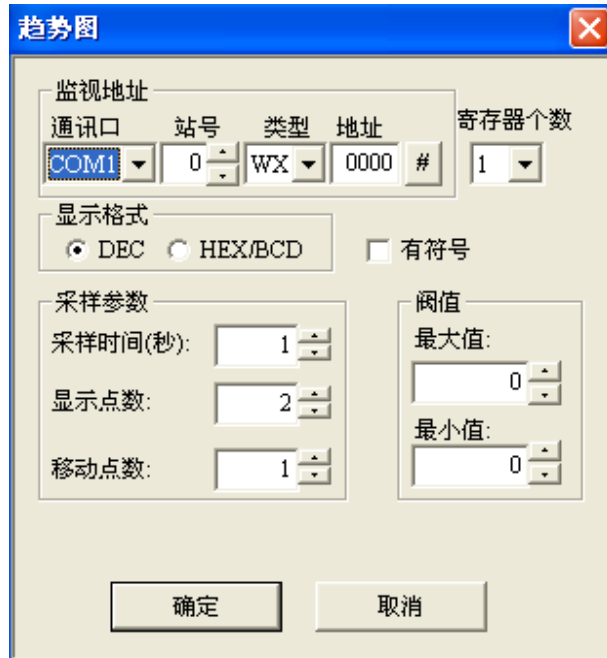 趋势图
监视地址
通讯口 站号 类型 地址 寄存器个数
COM1 0 WX 0000 # 1
显示格式
DEC HEX/BCD 有符号
采样参数 阀值
采样时间(秒): 1 最大值:
0
显示点数: 2
最小值:
移动点数: 1 0
确定 取消